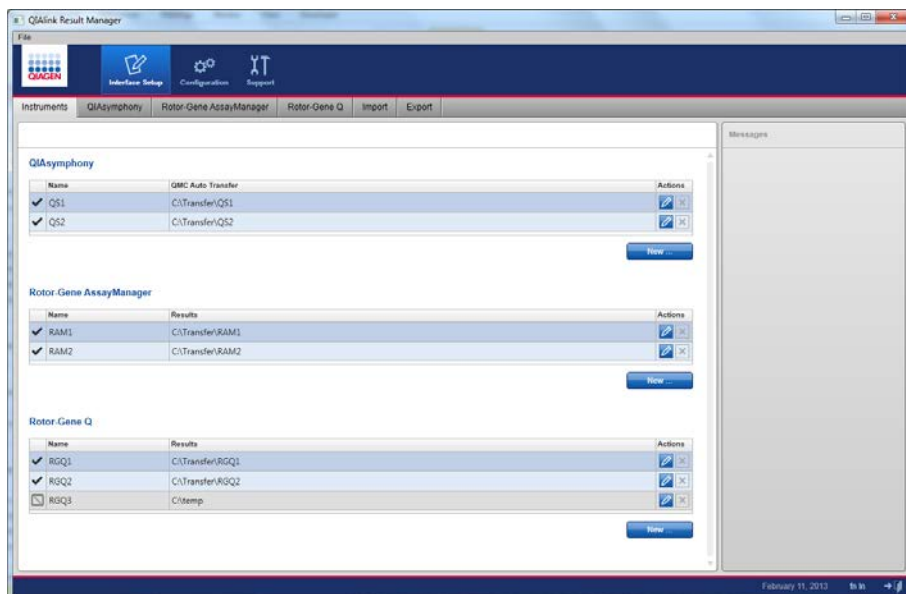 QIAlink Result Manager
File
QIAGEN
Interface Setup Configuration Support
Instruments QIAsymphony Rotor-Gene AssayManager Rotor-Gene Q Import Export
Messages
QIAsymphony
Name QMC Auto Transfer Actions
QS1 C:\Transfer\QS1
QS2 C:\Transfer\QS2
New ...
Rotor-Gene AssayManager
Name Results Actions
RAM1 C:\Transfer\RAM1
RAM2 C:\Transfer\RAM2
New ...
Rotor-Gene Q
Name Results Actions
RGQ1 C:\Transfer\RGQ1
RGQ2 C:\Transfer\RGQ2
RGQ3 C:\temp
New ...
February 11, 2013